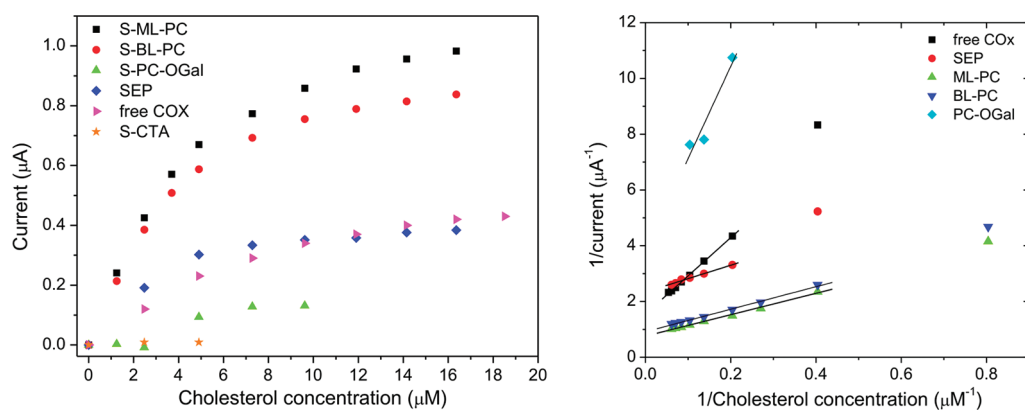 S-ML-PC
S-BL-PC
S-PC-OGal
SEP
free COX
S-CTA
1.0
0.8
0.6
0.4
0.2
0.0
Current (μA)
0 2 4 6 8 10 12 14 16 18 20
Cholesterol concentration (μM)
free COx
SEP
ML-PC
BL-PC
PC-OGal
12
10
8
6
4
2
0
1/current (μA⁻¹)
0.0 0.2 0.4 0.6 0.8
1/Cholesterol concentration (μM⁻¹)